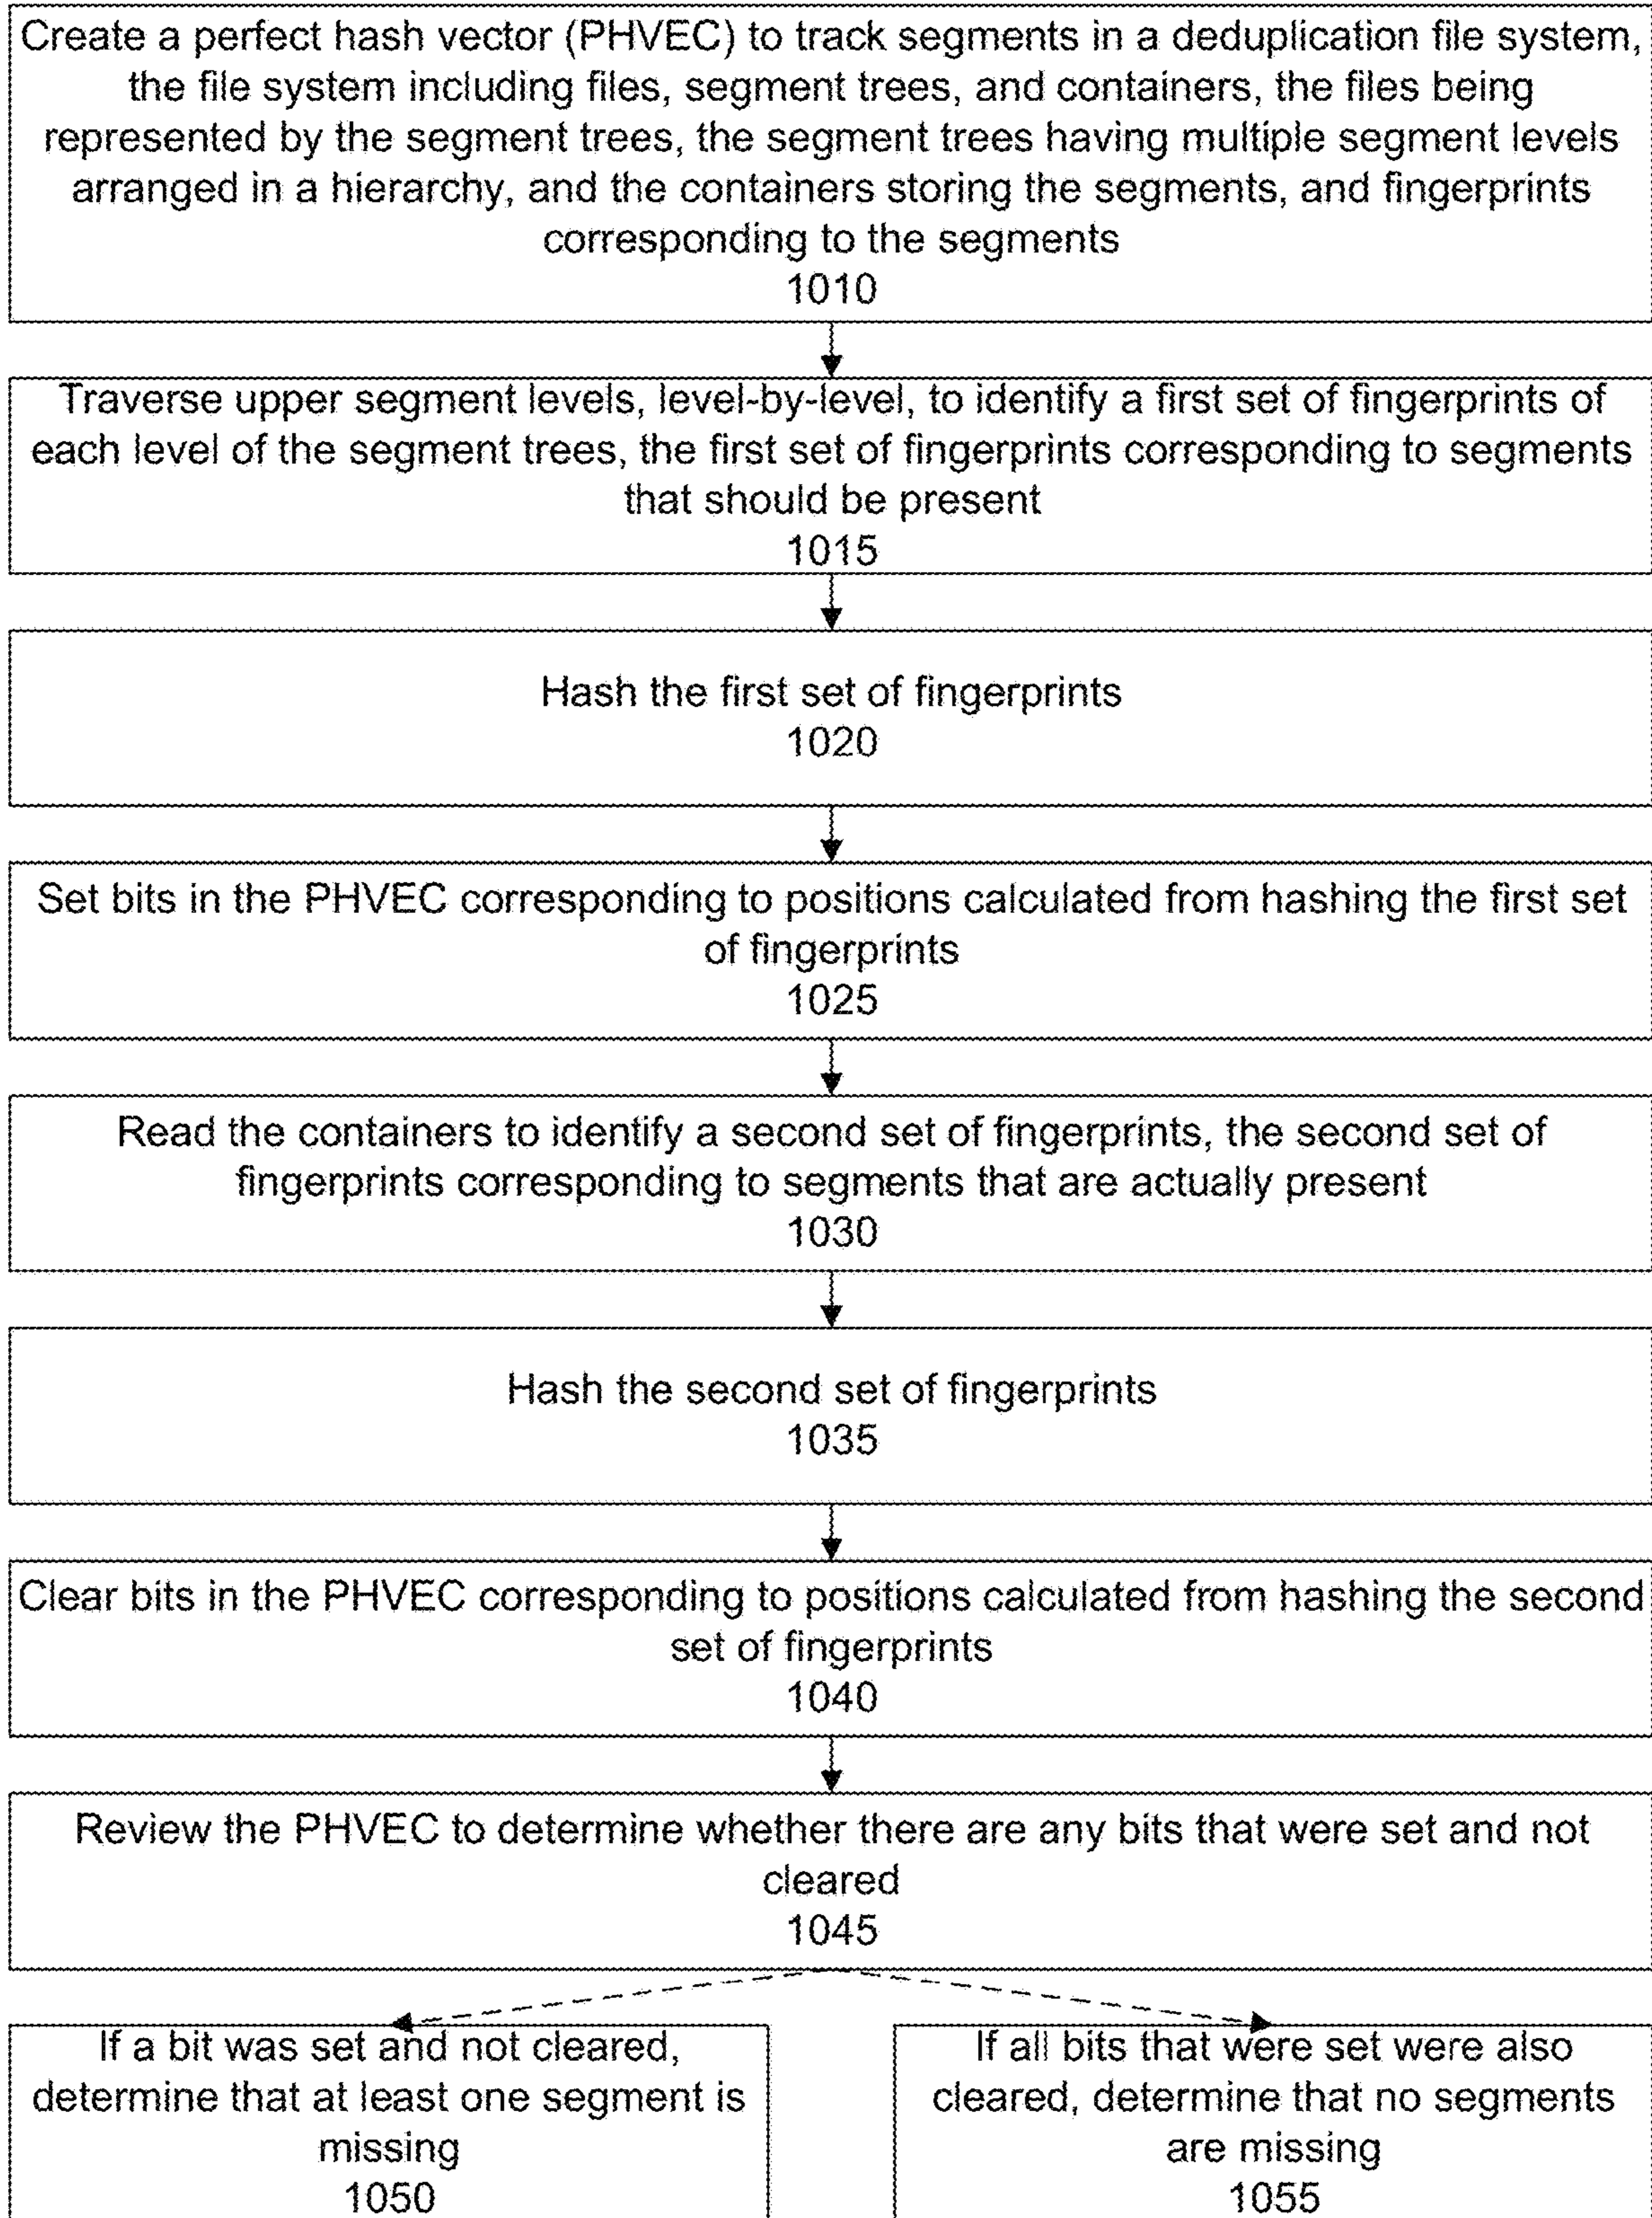 Create a perfect hash vector (PHVEC) to track segments in a deduplication file system,
the file system including files, segment trees, and containers, the files being
represented by the segment trees, the segment trees having multiple segment levels
arranged in a hierarchy, and the containers storing the segments, and fingerprints
corresponding to the segments
1010
Traverse upper segment levels, level-by-level, to identify a first set of fingerprints of
each level of the segment trees, the first set of fingerprints corresponding to segments
that should be present
1015
Hash the first set of fingerprints
1020
Set bits in the PHVEC corresponding to positions calculated from hashing the first set
of fingerprints
1025
Read the containers to identify a second set of fingerprints, the second set of
fingerprints corresponding to segments that are actually present
1030
Hash the second set of fingerprints
1035
Clear bits in the PHVEC corresponding to positions calculated from hashing the second
set of fingerprints
1040
Review the PHVEC to determine whether there are any bits that were set and not
cleared
1045
If a bit was set and not cleared,
determine that at least one segment is
missing
1050
If all bits that were set were also
cleared, determine that no segments
are missing
1055